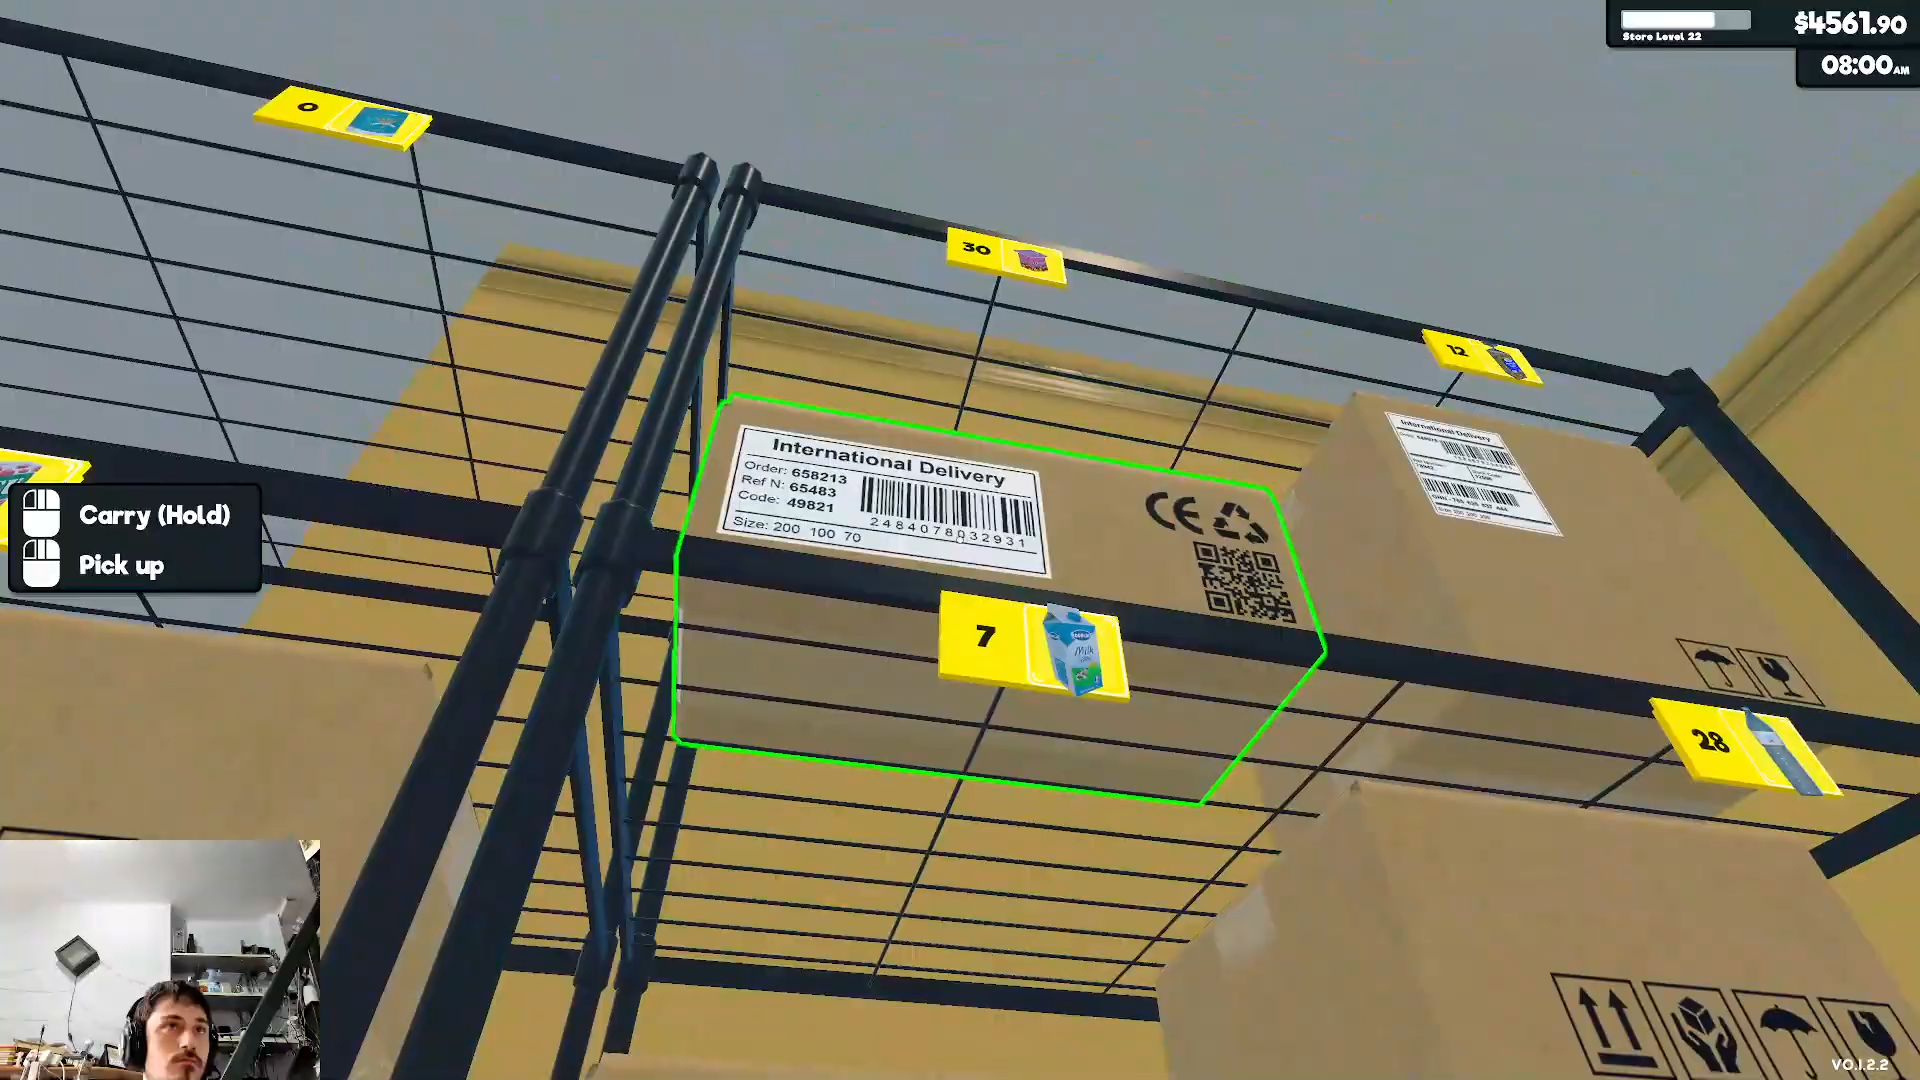 $4561.90
Store Level 22
08:00AM
0
30
12
International Delivery
Order: 658213
Ref N: 65483
Code: 49821
2484078032931
Size: 200 100 70
CE
International Delivery
Carry (Hold)
Pick up
7
Milk
28
V0.1.2.2